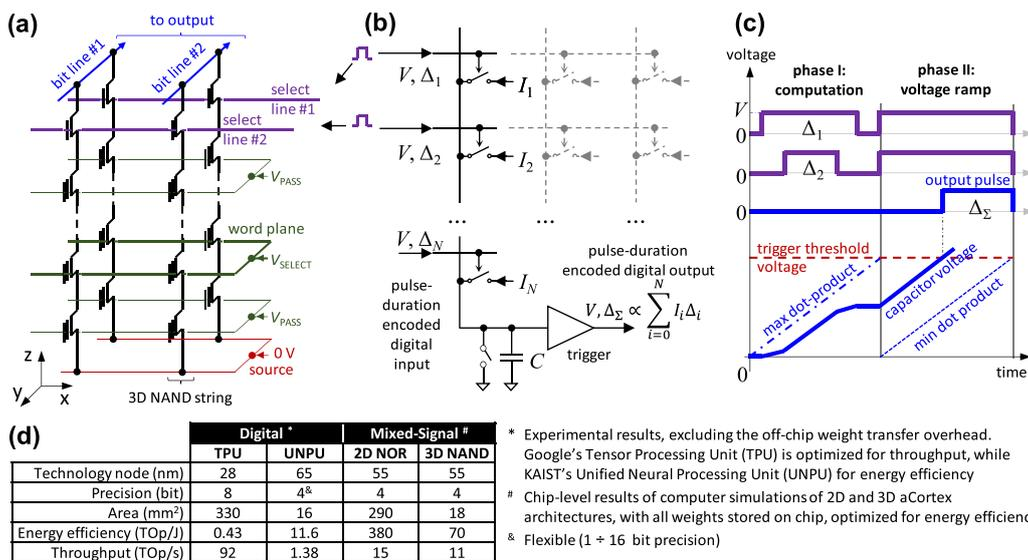 (a)
to output
bit line #1
bit line #2
select
line #1
select
line #2
V_PASS
word plane
V_SELECT
V_PASS
0 V
source
z
y
x
3D NAND string
(b)
V, Δ1
I1
V, Δ2
I2
...
...
...
V, ΔN
IN
pulse-
duration
encoded
digital
input
pulse-duration
encoded digital output
V, ΔΣ ∝ ∑ i=0 N IiΔi
trigger
C
(c)
voltage
phase I:
computation
phase II:
voltage ramp
V
0
Δ1
0
Δ2
output pulse
0
ΔΣ
trigger threshold
voltage
max dot-product
capacitor voltage
min dot product
0
time
(d)
Digital * Mixed-Signal #
TPU UNPU 2D NOR 3D NAND
Technology node (nm) 28 65 55 55
Precision (bit) 8 4& 4 4
Area (mm²) 330 16 290 18
Energy efficiency (TOp/J) 0.43 11.6 380 70
Throughput (TOp/s) 92 1.38 15 11
* Experimental results, excluding the off-chip weight transfer overhead.
Google's Tensor Processing Unit (TPU) is optimized for throughput, while
KAIST's Unified Neural Processing Unit (UNPU) for energy efficiency
# Chip-level results of computer simulations of 2D and 3D aCortex
architectures, with all weights stored on chip, optimized for energy efficienc
& Flexible (1 ÷ 16 bit precision)